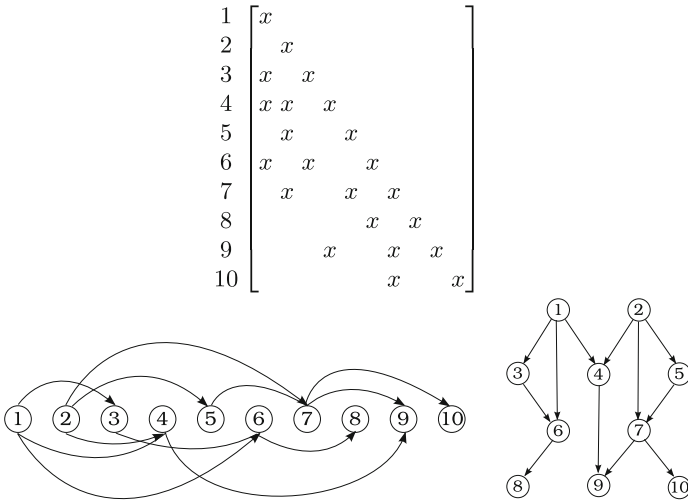 1 x
2 x
3 x x
4 x x x
5 x x
6 x x x
7 x x x
8 x x
9 x x x
10 x x
1 2 3 4 5 6 7 8 9 10
1 2
3 4 5
6 7
8 9 10